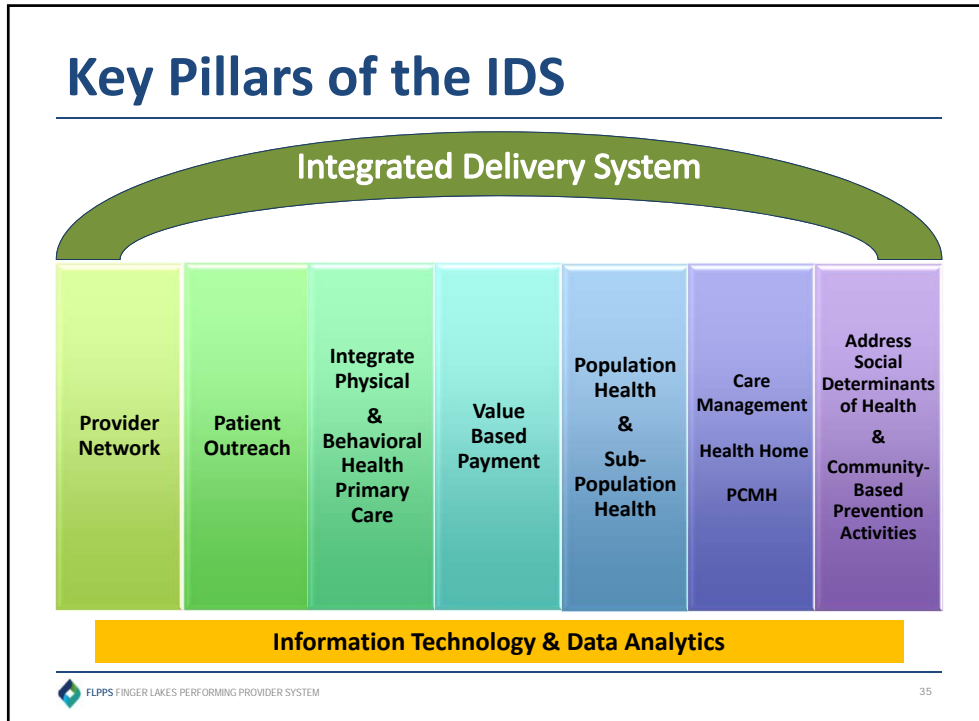 Key Pillars of the IDS
Integrated Delivery System
Provider
Network
Patient
Outreach
Integrate
Physical
&
Behavioral
Health
Primary
Care
Value
Based
Payment
Population
Health
&
Sub-
Population
Health
Care
Management
Health Home
PCMH
Address
Social
Determinants
of Health
&
Community-
Based
Prevention
Activities
Information Technology & Data Analytics
FLPPS FINGER LAKES PERFORMING PROVIDER SYSTEM
35